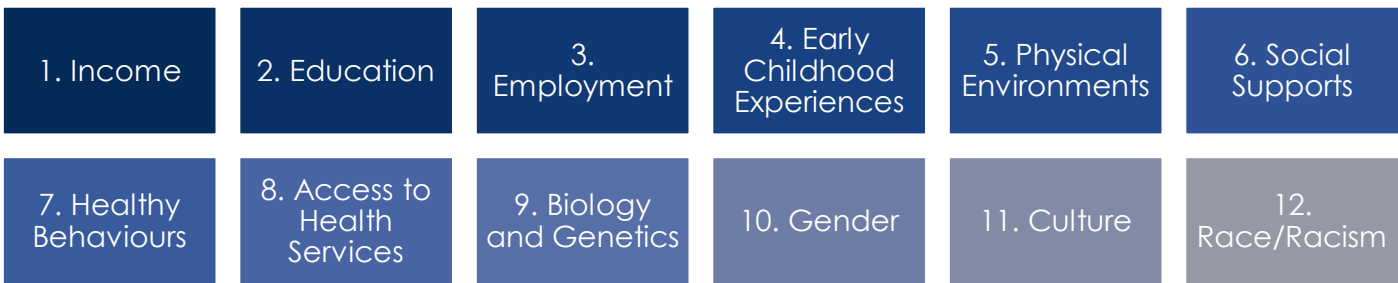 1. Income
2. Education
3.
Employment
4. Early
Childhood
Experiences
5. Physical
Environments
6. Social
Supports
7. Healthy
Behaviours
8. Access to
Health
Services
9. Biology
and Genetics
10. Gender
11. Culture
12.
Race/Racism